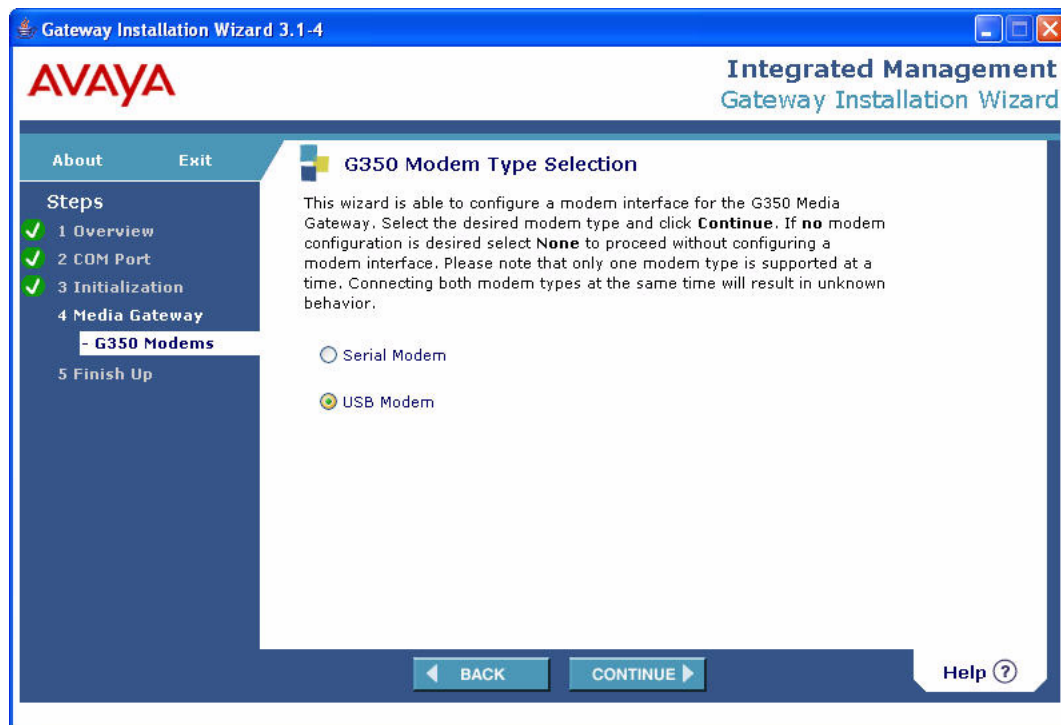 Gateway Installation Wizard 3.1-4
AVAYA
Integrated Management
Gateway Installation Wizard
About Exit
Steps
1 Overview
2 COM Port
3 Initialization
4 Media Gateway
- G350 Modems
5 Finish Up
G350 Modem Type Selection
This wizard is able to configure a modem interface for the G350 Media
Gateway. Select the desired modem type and click Continue. If no modem
configuration is desired select None to proceed without configuring a
modem interface. Please note that only one modem type is supported at a
time. Connecting both modem types at the same time will result in unknown
behavior.
Serial Modem
USB Modem
BACK
CONTINUE
Help ?